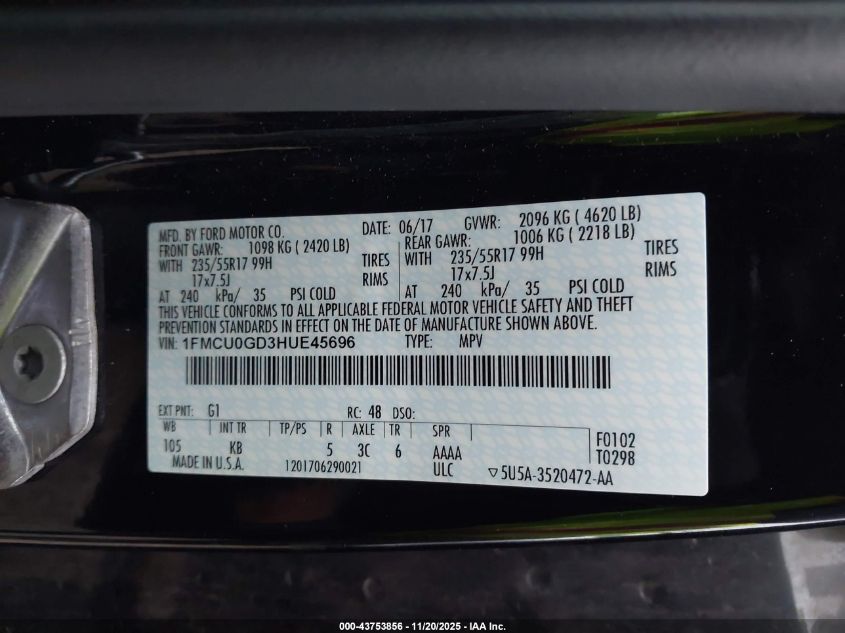 MFD. BY FORD MOTOR CO. DATE: 06/17 GVWR: 2096 KG ( 4620 LB)
FRONT GAWR: 1098 KG ( 2420 LB) REAR GAWR: 1006 KG ( 2218 LB)
WITH 235/55R17 99H TIRES WITH 235/55R17 99H TIRES
17x7.5J RIMS 17x7.5J RIMS
AT 240 kPa/ 35 PSI COLD AT 240 kPa/ 35 PSI COLD
THIS VEHICLE CONFORMS TO ALL APPLICABLE FEDERAL MOTOR VEHICLE SAFETY AND THEFT
PREVENTION STANDARDS IN EFFECT ON THE DATE OF MANUFACTURE SHOWN ABOVE.
VIN: 1FMCU0GD3HUE45696 TYPE: MPV
EXT PNT: G1 RC: 48 DSO:
WB INT TR TP/PS R AXLE TR SPR
105 KB 5 3C 6 AAAA F0102
MADE IN U.S.A. 1201706290021 ULC ▽5U5A-3520472-AA T0298
000-43753856 - 11/20/2025 - IAA Inc.